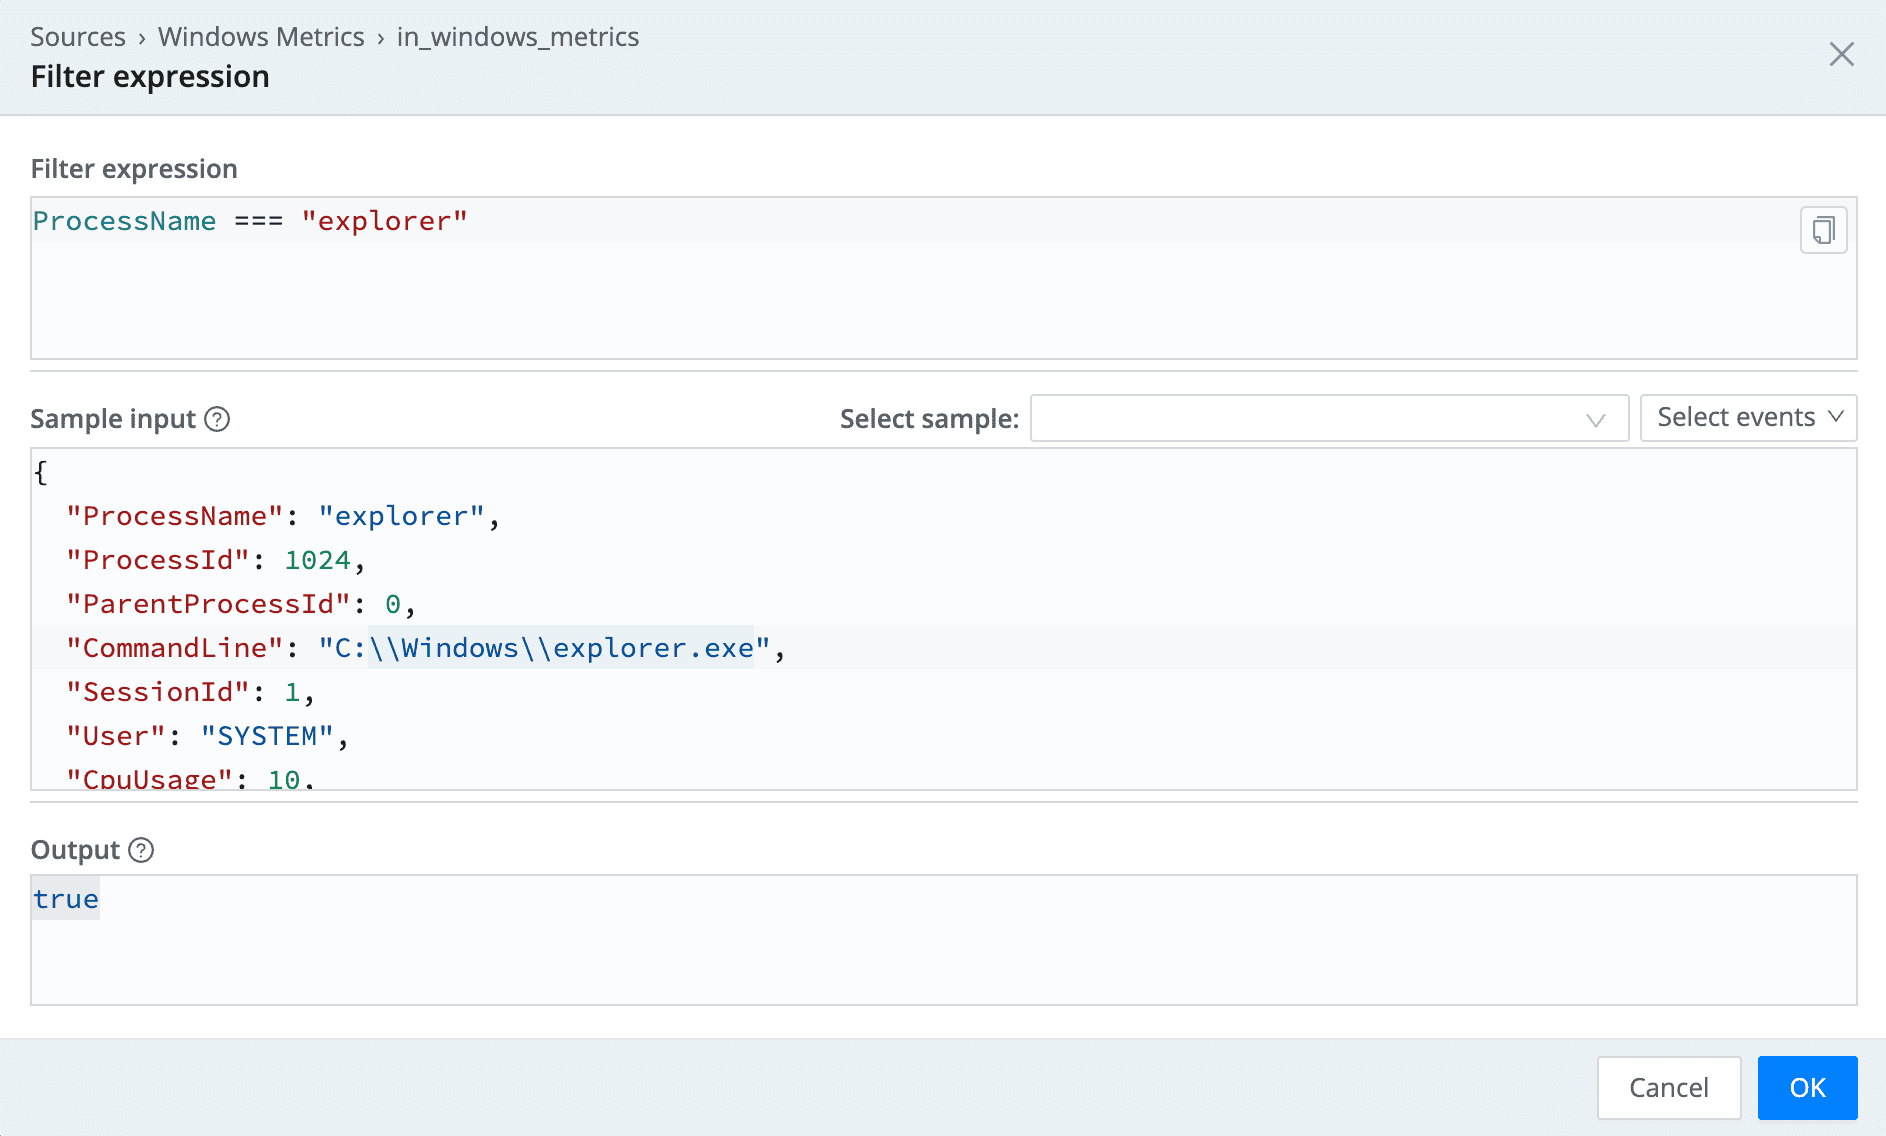 Sources › Windows Metrics › in_windows_metrics
Filter expression
Filter expression
ProcessName === "explorer"
Sample input ?
Select sample:
Select events
{
"ProcessName": "explorer",
"ProcessId": 1024,
"ParentProcessId": 0,
"CommandLine": "C:\\Windows\\explorer.exe",
"SessionId": 1,
"User": "SYSTEM",
"CpuUsage": 10,
Output ?
true
Cancel
OK